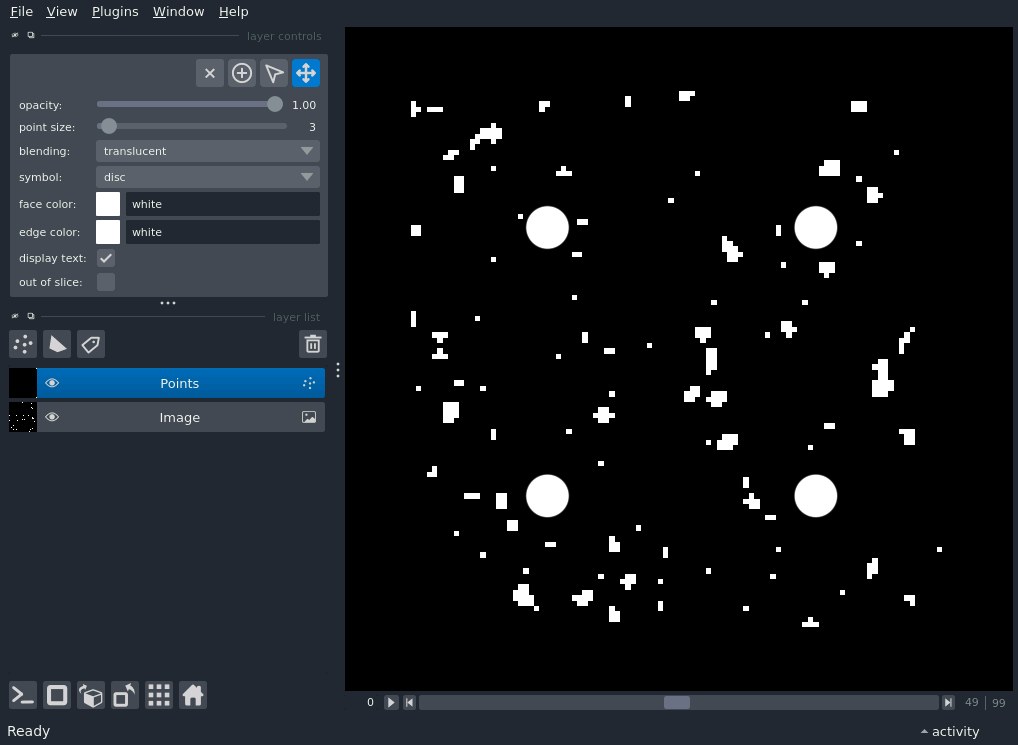 File View Plugins Window Help
layer controls
opacity: 1.00
point size: 3
blending: translucent
symbol: disc
face color: white
edge color: white
display text:
out of slice:
layer list
Points
Image
0 49 99
Ready activity